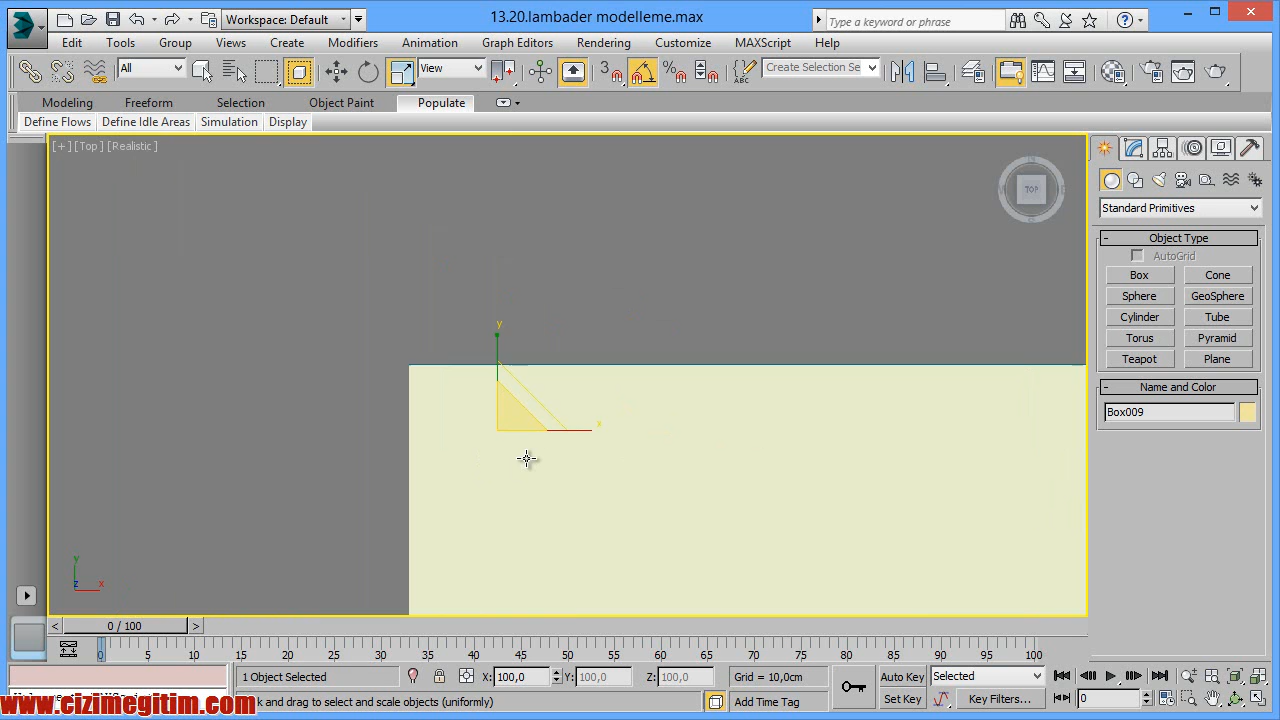 Workspace: Default
13.20.lambader modelleme.max
Type a keyword or phrase
Edit Tools Group Views Create Modifiers Animation Graph Editors Rendering Customize MAXScript Help
All
View
3
Create Selection Se
ABC
Modeling Freeform Selection Object Paint Populate
Define Flows Define Idle Areas Simulation Display
[+] [Top] [Realistic]
TOP
Standard Primitives
- Object Type
AutoGrid
Box Cone
Sphere GeoSphere
Cylinder Tube
Torus Pyramid
Teapot Plane
- Name and Color
Box009
y
x
y
z x
< 0 / 100 >
0 5 10 15 20 25 30 35 40 45 50 55 60 65 70 75 80 85 90 95 100
1 Object Selected X: 100,0 Y: 100,0 Z: 100,0 Grid = 10,0cm Auto Key Selected
k and drag to select and scale objects (uniformly) Add Time Tag Set Key Key Filters... 0
www.cizimegitim.com